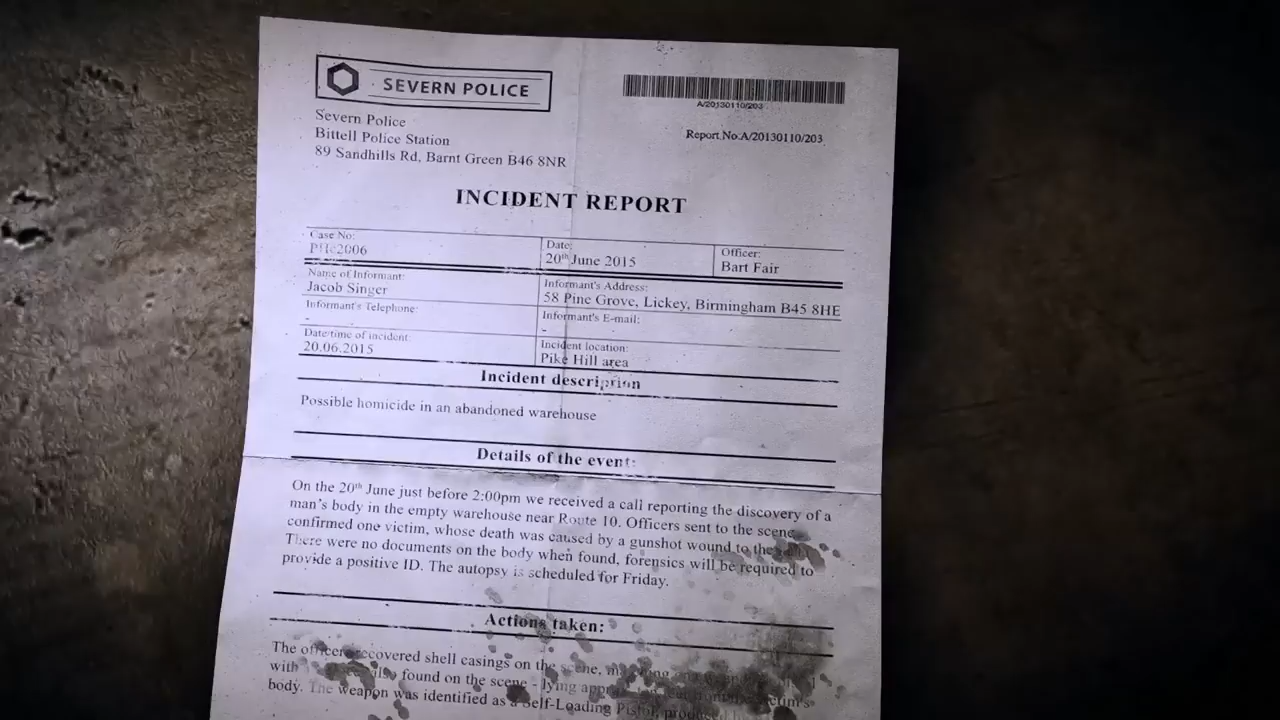 SEVERN POLICE
A/20130110/203
Severn Police
Bittell Police Station
89 Sandhills Rd, Barnt Green B46 8NR
Report.No:A/20130110/203
INCIDENT REPORT
Case No:
Date:
Officer:
20th June 2015
Bart Fair
Name of Informant:
Informant's Address:
Jacob Singer
58 Pine Grove, Lickey, Birmingham B45 8HE
Informant's Telephone:
Informant's E-mail:
-
-
Date/time of incident:
Incident location:
20.06.2015
Pike Hill area
Incident description
Possible homicide in an abandoned warehouse
Details of the event:
On the 20th June just before 2:00pm we received a call reporting the discovery of a
man's body in the empty warehouse near Route 10. Officers sent to the scene
confirmed one victim, whose death was caused by a gunshot wound to the
There were no documents on the body when found, forensics will be required to
provide a positive ID. The autopsy is scheduled for Friday.
Actions taken:
The officers recovered shell casings on the scene,
with also found on the scene - lying victim's
body. The weapon was identified as a Self-Loading Pistol,